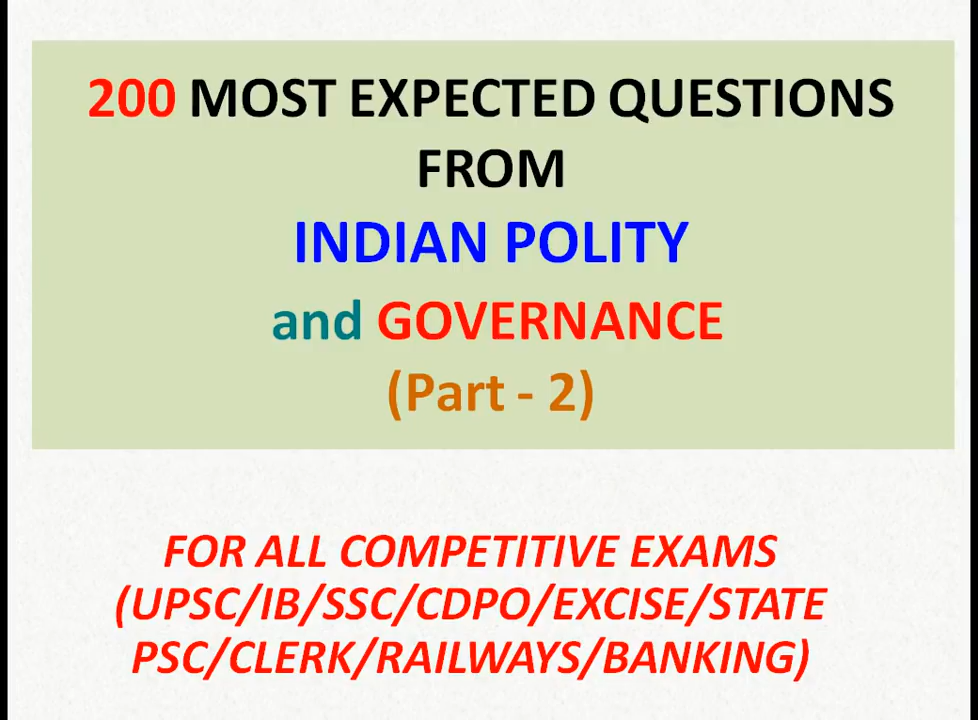 200 MOST EXPECTED QUESTIONS
FROM
INDIAN POLITY
and GOVERNANCE
(Part - 2)
FOR ALL COMPETITIVE EXAMS
(UPSC/IB/SSC/CDPO/EXCISE/STATE
PSC/CLERK/RAILWAYS/BANKING)